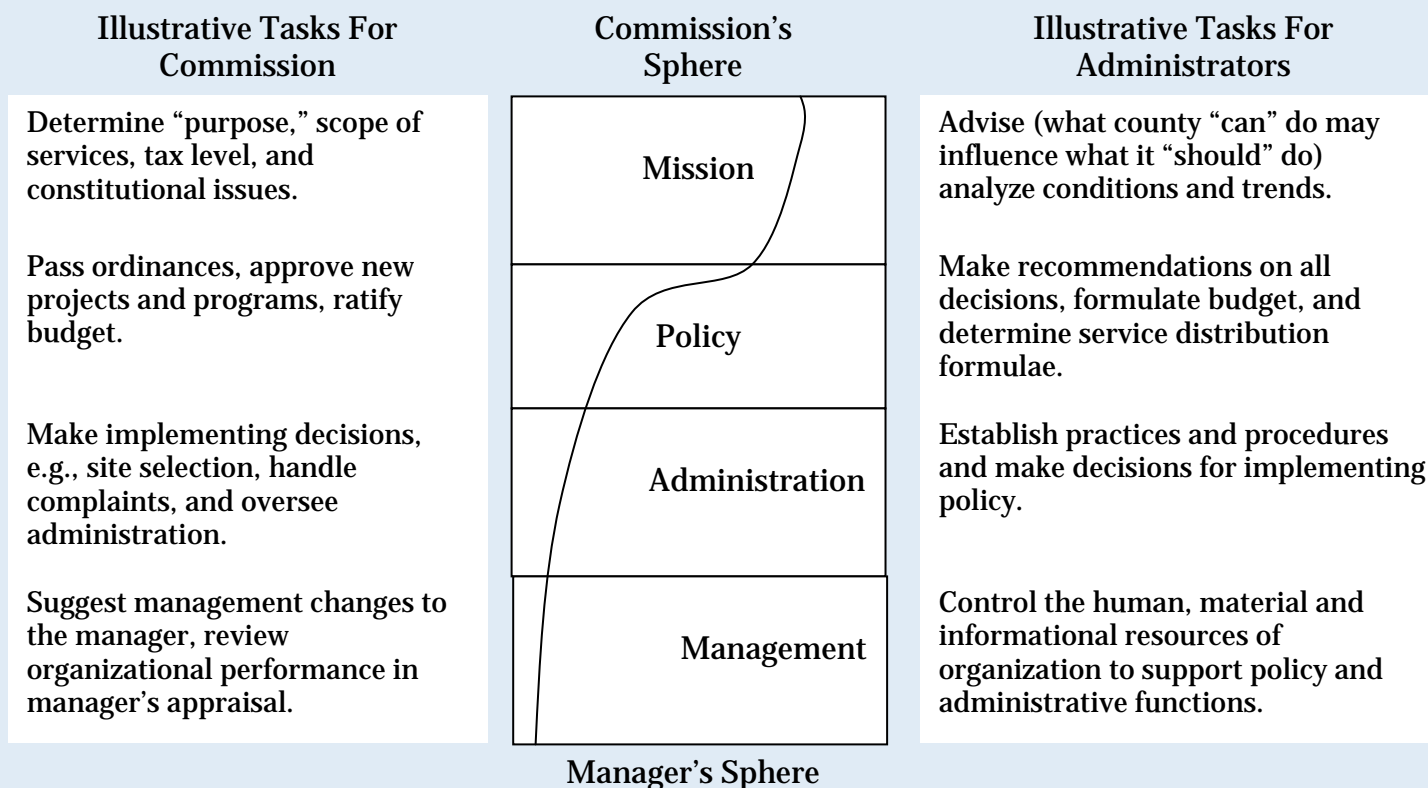 Illustrative Tasks For
Commission
Commission’s
Sphere
Illustrative Tasks For
Administrators
Determine “purpose,” scope of
services, tax level, and
constitutional issues.
Mission
Advise (what county “can” do may
influence what it “should” do)
analyze conditions and trends.
Pass ordinances, approve new
projects and programs, ratify
budget.
Policy
Make recommendations on all
decisions, formulate budget, and
determine service distribution
formulae.
Make implementing decisions,
e.g., site selection, handle
complaints, and oversee
administration.
Administration
Establish practices and procedures
and make decisions for implementing
policy.
Suggest management changes to
the manager, review
organizational performance in
manager’s appraisal.
Management
Control the human, material and
informational resources of
organization to support policy and
administrative functions.
Manager’s Sphere